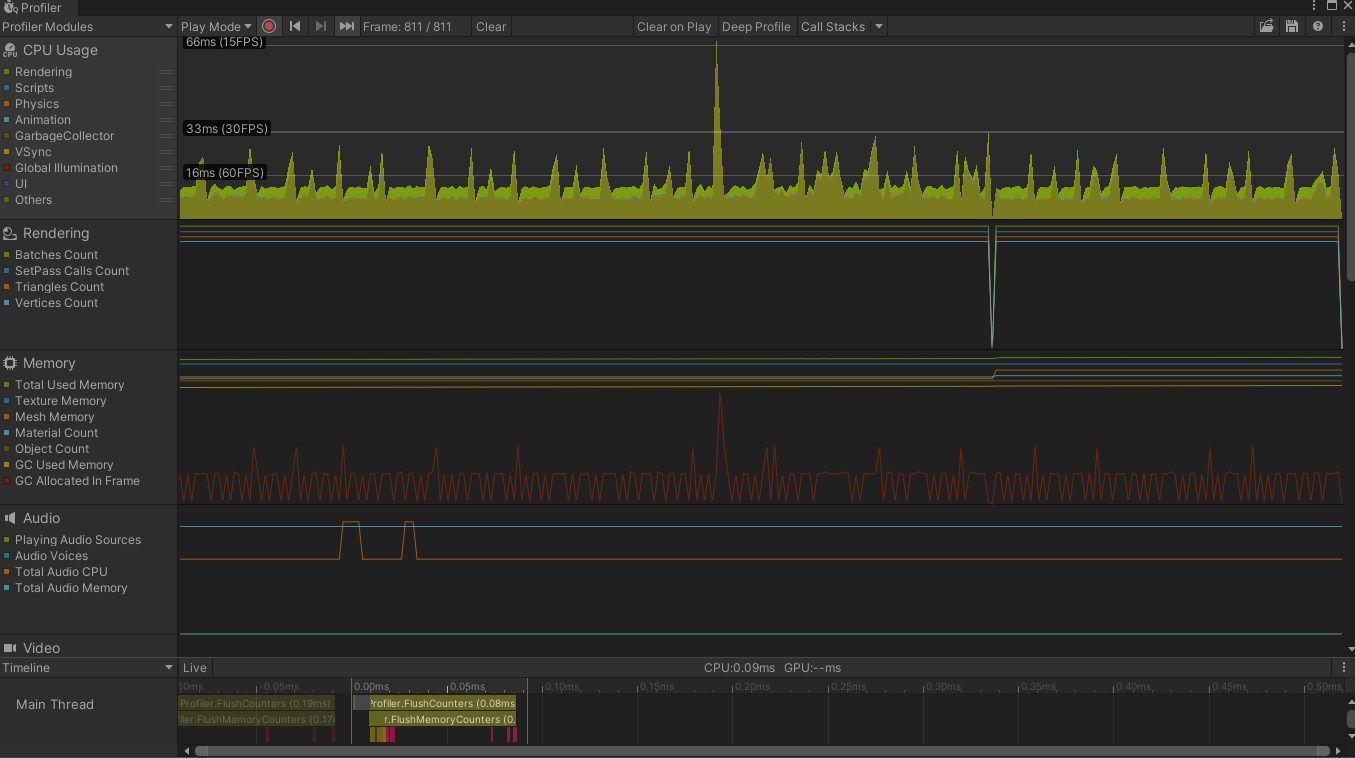 Profiler
Profiler Modules
Play Mode
Frame: 811 / 811
Clear
Clear on Play
Deep Profile
Call Stacks
CPU Usage
Rendering
Scripts
Physics
Animation
GarbageCollector
VSync
Global Illumination
UI
Others
66ms (15FPS)
33ms (30FPS)
16ms (60FPS)
Rendering
Batches Count
SetPass Calls Count
Triangles Count
Vertices Count
Memory
Total Used Memory
Texture Memory
Mesh Memory
Material Count
Object Count
GC Used Memory
GC Allocated In Frame
Audio
Playing Audio Sources
Audio Voices
Total Audio CPU
Total Audio Memory
Video
Timeline
Live
CPU:0.09ms GPU:--ms
0ms -0.05ms 0.00ms 0.05ms 0.10ms 0.15ms 0.20ms 0.25ms 0.30ms 0.35ms 0.40ms 0.45ms 0.50ms
Main Thread
Profiler.FlushCounters (0.19ms)
Profiler.FlushCounters (0.08ms
iler.FlushMemoryCounters (0.17
r.FlushMemoryCounters (0.